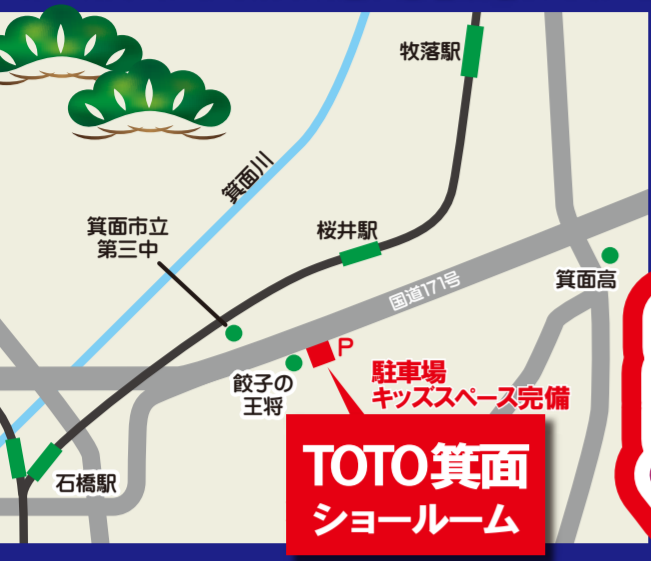 牧落駅
箕面川
箕面市立
第三中
桜井駅
国道171号
箕面高
P
餃子の
王将
駐車場
キッズスペース完備
石橋駅
TOTO箕面
ショールーム